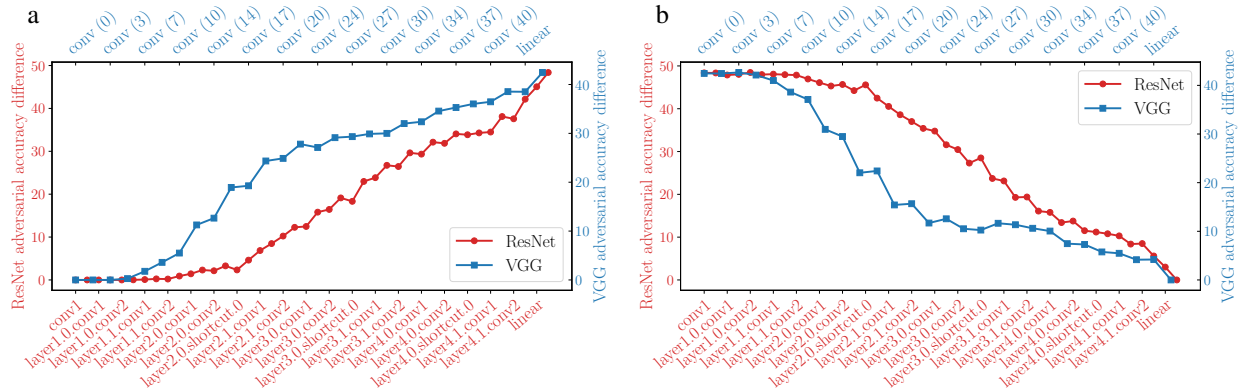 a
conv (0)
conv (3)
conv (7)
conv (10)
conv (14)
conv (17)
conv (20)
conv (24)
conv (27)
conv (30)
conv (34)
conv (37)
conv (40)
linear
ResNet adversarial accuracy difference
50
40
30
20
10
0
ResNet
VGG
40
30
20
10
0
VGG adversarial accuracy difference
conv1
layer1.0.conv1
layer1.0.conv2
layer1.1.conv1
layer1.1.conv2
layer2.0.conv1
layer2.0.conv2
layer2.0.shortcut.0
layer2.1.conv1
layer2.1.conv2
layer3.0.conv1
layer3.0.conv2
layer3.0.shortcut.0
layer3.1.conv1
layer3.1.conv2
layer4.0.conv1
layer4.0.conv2
layer4.0.shortcut.0
layer4.1.conv1
layer4.1.conv2
linear
b
conv (0)
conv (3)
conv (7)
conv (10)
conv (14)
conv (17)
conv (20)
conv (24)
conv (27)
conv (30)
conv (34)
conv (37)
conv (40)
linear
ResNet adversarial accuracy difference
50
40
30
20
10
0
ResNet
VGG
40
30
20
10
0
VGG adversarial accuracy difference
conv1
layer1.0.conv1
layer1.0.conv2
layer1.1.conv1
layer1.1.conv2
layer2.0.conv1
layer2.0.conv2
layer2.0.shortcut.0
layer2.1.conv1
layer2.1.conv2
layer3.0.conv1
layer3.0.conv2
layer3.0.shortcut.0
layer3.1.conv1
layer3.1.conv2
layer4.0.conv1
layer4.0.conv2
layer4.0.shortcut.0
layer4.1.conv1
layer4.1.conv2
linear